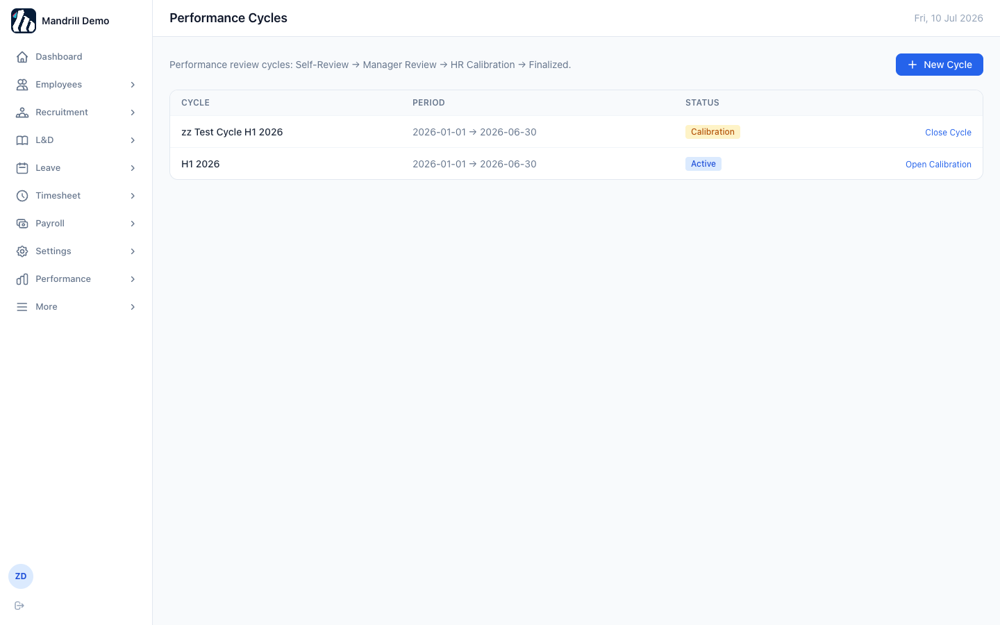 Mandrill Demo
Performance Cycles
Fri, 10 Jul 2026
Dashboard
Employees
Recruitment
L&D
Leave
Timesheet
Payroll
Settings
Performance
More
Performance review cycles: Self-Review → Manager Review → HR Calibration → Finalized.
New Cycle
CYCLE PERIOD STATUS
zz Test Cycle H1 2026 2026-01-01 → 2026-06-30 Calibration Close Cycle
H1 2026 2026-01-01 → 2026-06-30 Active Open Calibration
ZD